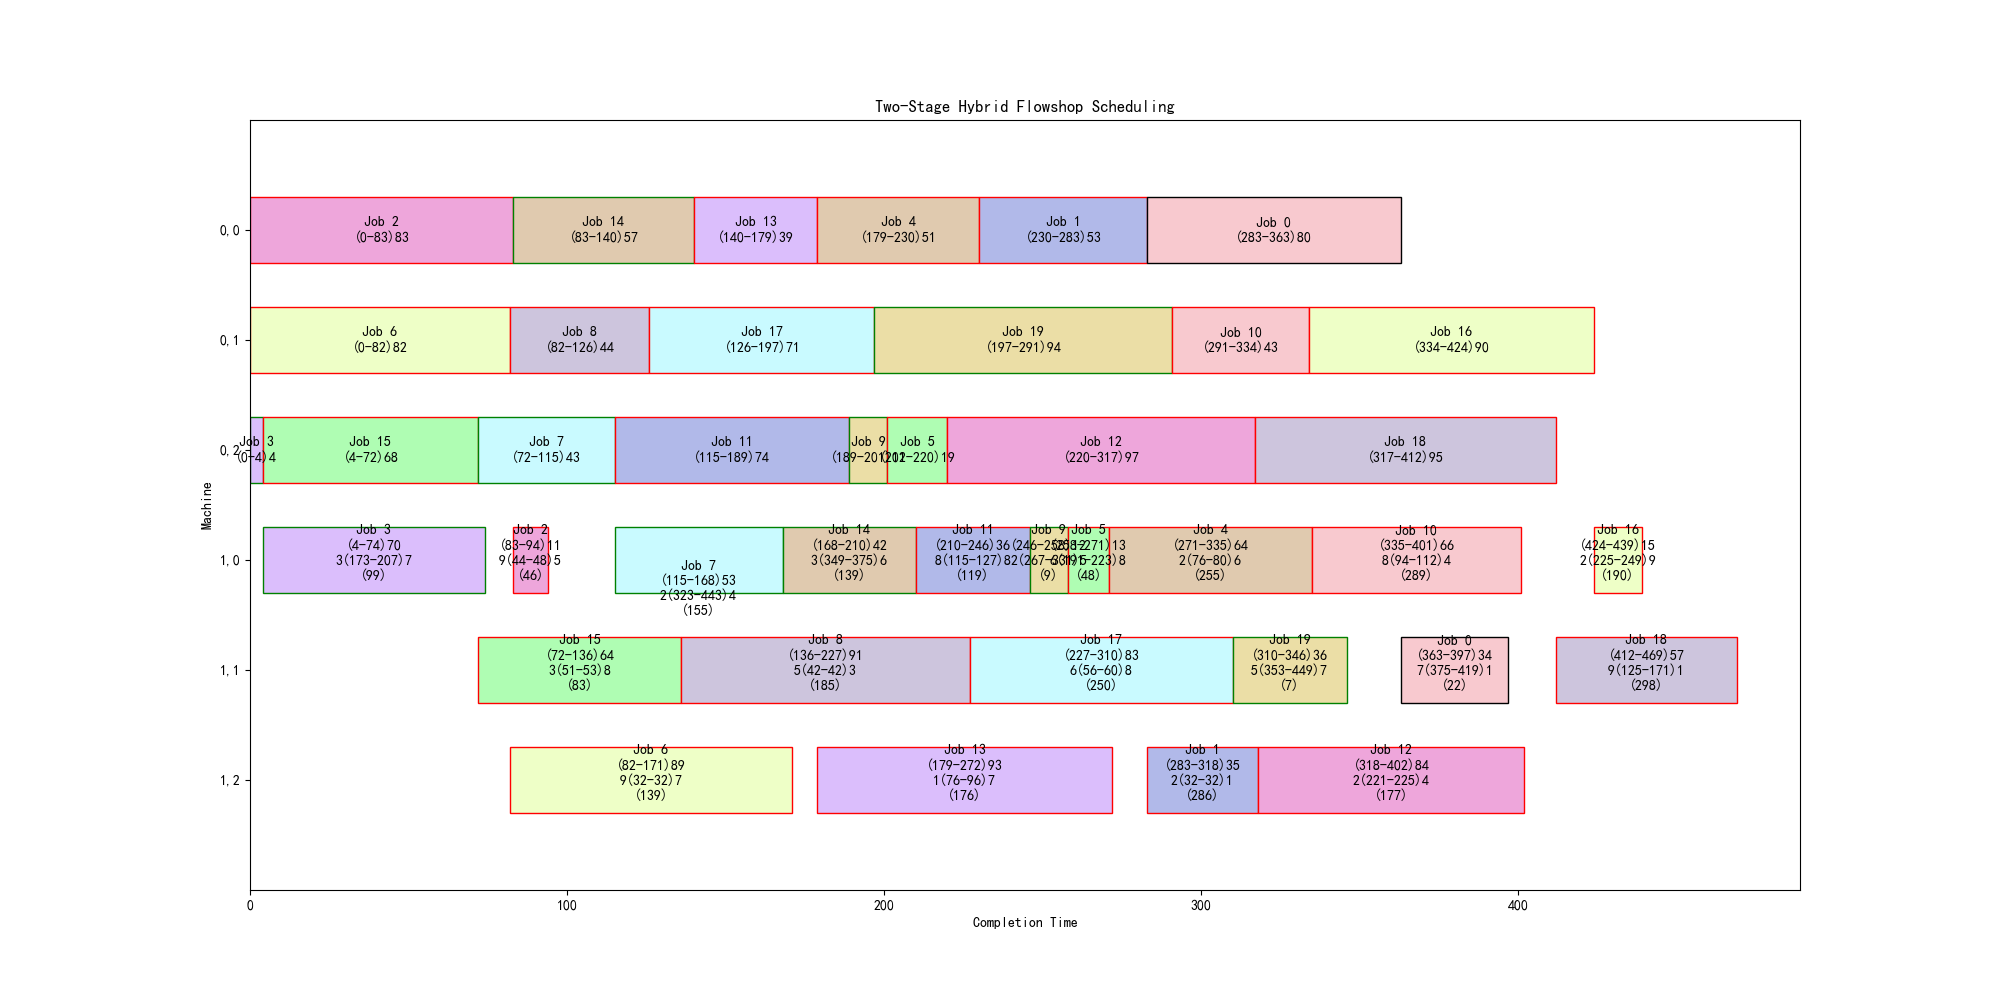 Two-Stage Hybrid Flowshop Scheduling
Machine
0,0
Job 2
(0-83)83
Job 14
(83-140)57
Job 13
(140-179)39
Job 4
(179-230)51
Job 1
(230-283)53
Job 0
(283-363)80
0,1
Job 6
(0-82)82
Job 8
(82-126)44
Job 17
(126-197)71
Job 19
(197-291)94
Job 10
(291-334)43
Job 16
(334-424)90
0,2
Job 3
(0-4)4
Job 15
(4-72)68
Job 7
(72-115)43
Job 11
(115-189)74
Job 9
(189-201)12
Job 5
(201-220)19
Job 12
(220-317)97
Job 18
(317-412)95
1,0
Job 3
(4-74)70
3(173-207)7
(99)
Job 2
(83-94)11
9(44-48)5
(46)
Job 7
(115-168)53
2(323-443)4
(155)
Job 14
(168-210)42
3(349-375)6
(139)
Job 11
(210-246)36
8(115-127)82
(119)
Job 9
(246-258)12
(9)
Job 5
(258-271)13
(48)
Job 4
(271-335)64
2(76-80)6
(255)
Job 10
(335-401)66
8(94-112)4
(289)
Job 16
(424-439)15
2(225-249)9
(190)
1,1
Job 15
(72-136)64
3(51-53)8
(83)
Job 8
(136-227)91
5(42-42)3
(185)
Job 17
(227-310)83
6(56-60)8
(250)
Job 19
(310-346)36
5(353-449)7
(7)
Job 0
(363-397)34
7(375-419)1
(22)
Job 18
(412-469)57
9(125-171)1
(298)
1,2
Job 6
(82-171)89
9(32-32)7
(139)
Job 13
(179-272)93
1(76-96)7
(176)
Job 1
(283-318)35
2(32-32)1
(286)
Job 12
(318-402)84
2(221-225)4
(177)
0 100 200 300 400
Completion Time